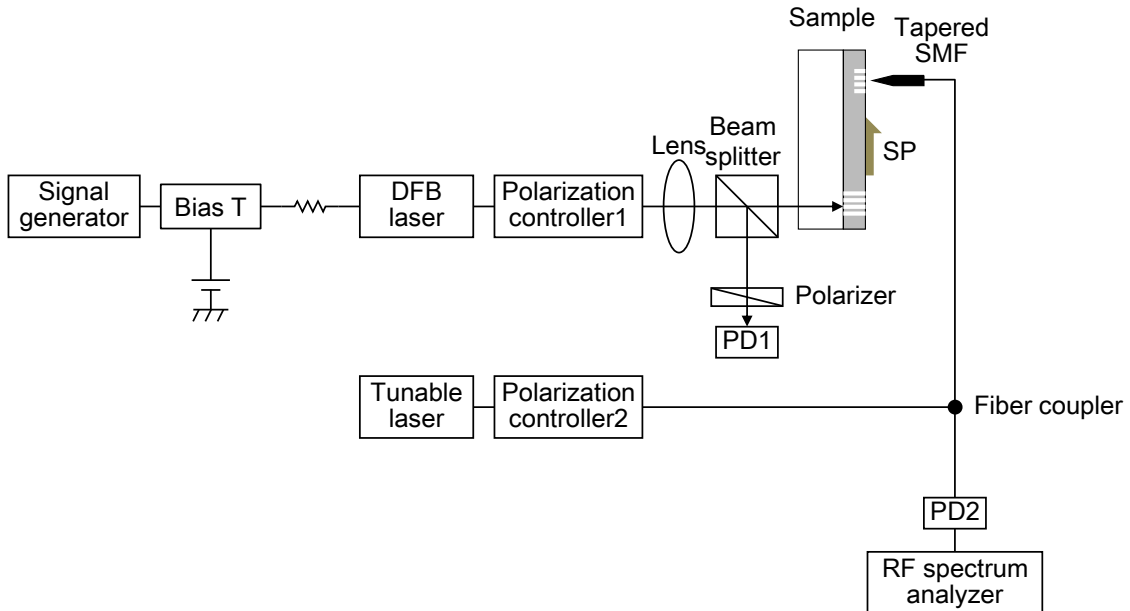 Sample
Tapered
SMF
Beam
splitter
Lens
SP
Signal
generator
Bias T
DFB
laser
Polarization
controller1
Polarizer
PD1
Tunable
laser
Polarization
controller2
Fiber coupler
PD2
RF spectrum
analyzer